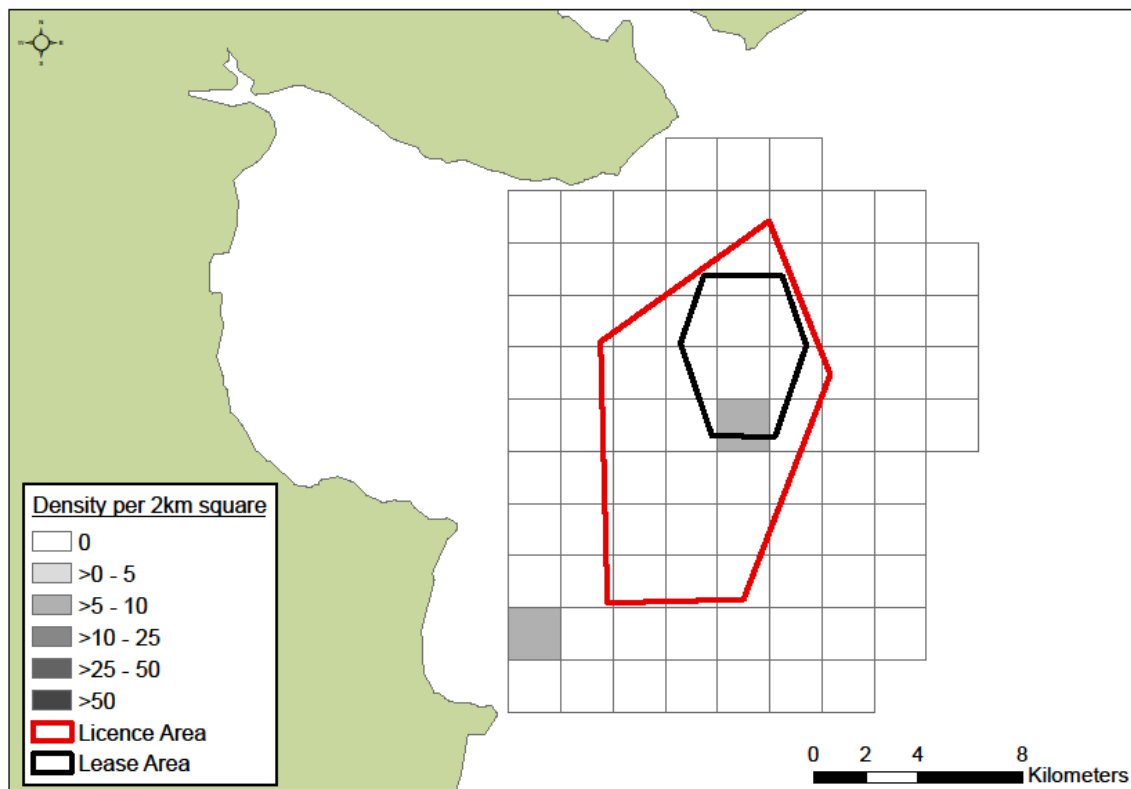 N
W E
S
Density per 2km square
0
>0 - 5
>5 - 10
>10 - 25
>25 - 50
>50
Licence Area
Lease Area
0 2 4 8
Kilometers